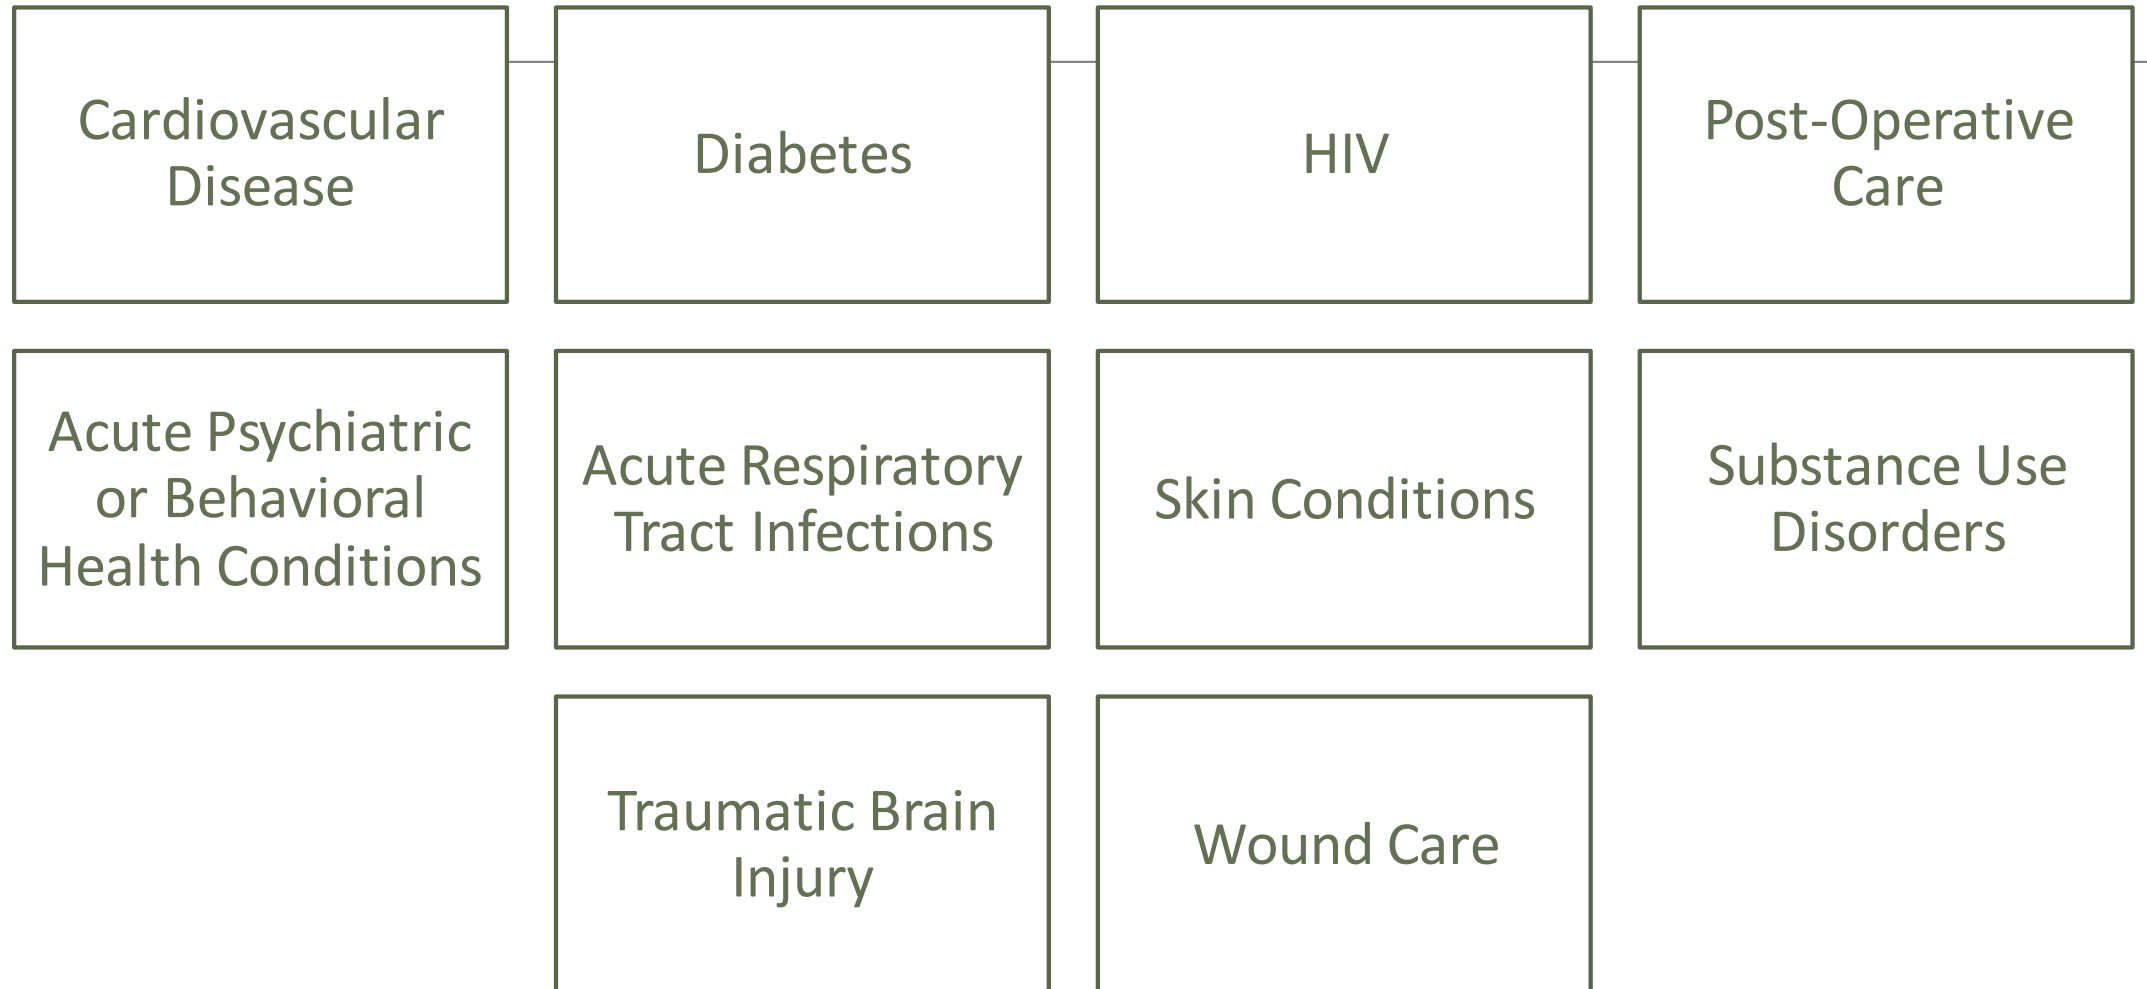 Cardiovascular
Disease
Diabetes
HIV
Post-Operative
Care
Acute Psychiatric
or Behavioral
Health Conditions
Acute Respiratory
Tract Infections
Skin Conditions
Substance Use
Disorders
Traumatic Brain
Injury
Wound Care